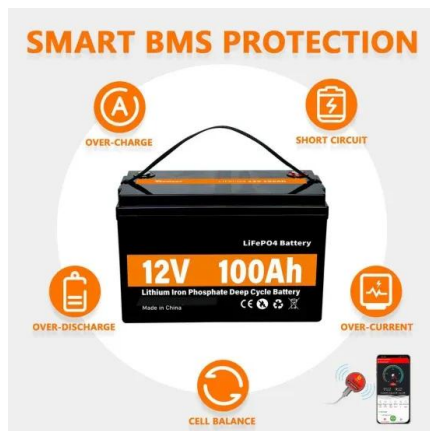 SMART BMS PROTECTION
OVER-CHARGE
SHORT CIRCUIT
LiFePO4 Battery
12V 100Ah
Lithium Iron Phosphate Deep Cycle Battery
Made in China
OVER-DISCHARGE
OVER-CURRENT
CELL BALANCE